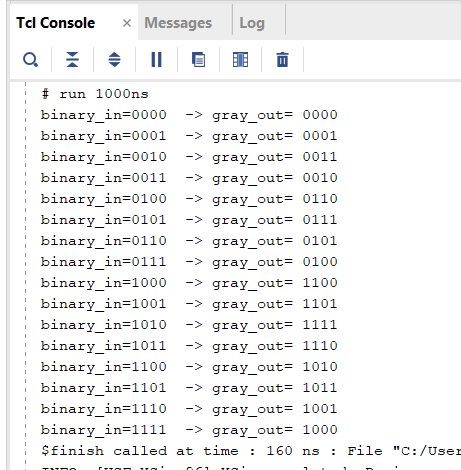 Tcl Console × Messages Log
# run 1000ns
binary_in=0000 -> gray_out= 0000
binary_in=0001 -> gray_out= 0001
binary_in=0010 -> gray_out= 0011
binary_in=0011 -> gray_out= 0010
binary_in=0100 -> gray_out= 0110
binary_in=0101 -> gray_out= 0111
binary_in=0110 -> gray_out= 0101
binary_in=0111 -> gray_out= 0100
binary_in=1000 -> gray_out= 1100
binary_in=1001 -> gray_out= 1101
binary_in=1010 -> gray_out= 1111
binary_in=1011 -> gray_out= 1110
binary_in=1100 -> gray_out= 1010
binary_in=1101 -> gray_out= 1011
binary_in=1110 -> gray_out= 1001
binary_in=1111 -> gray_out= 1000
$finish called at time : 160 ns : File "C:/User